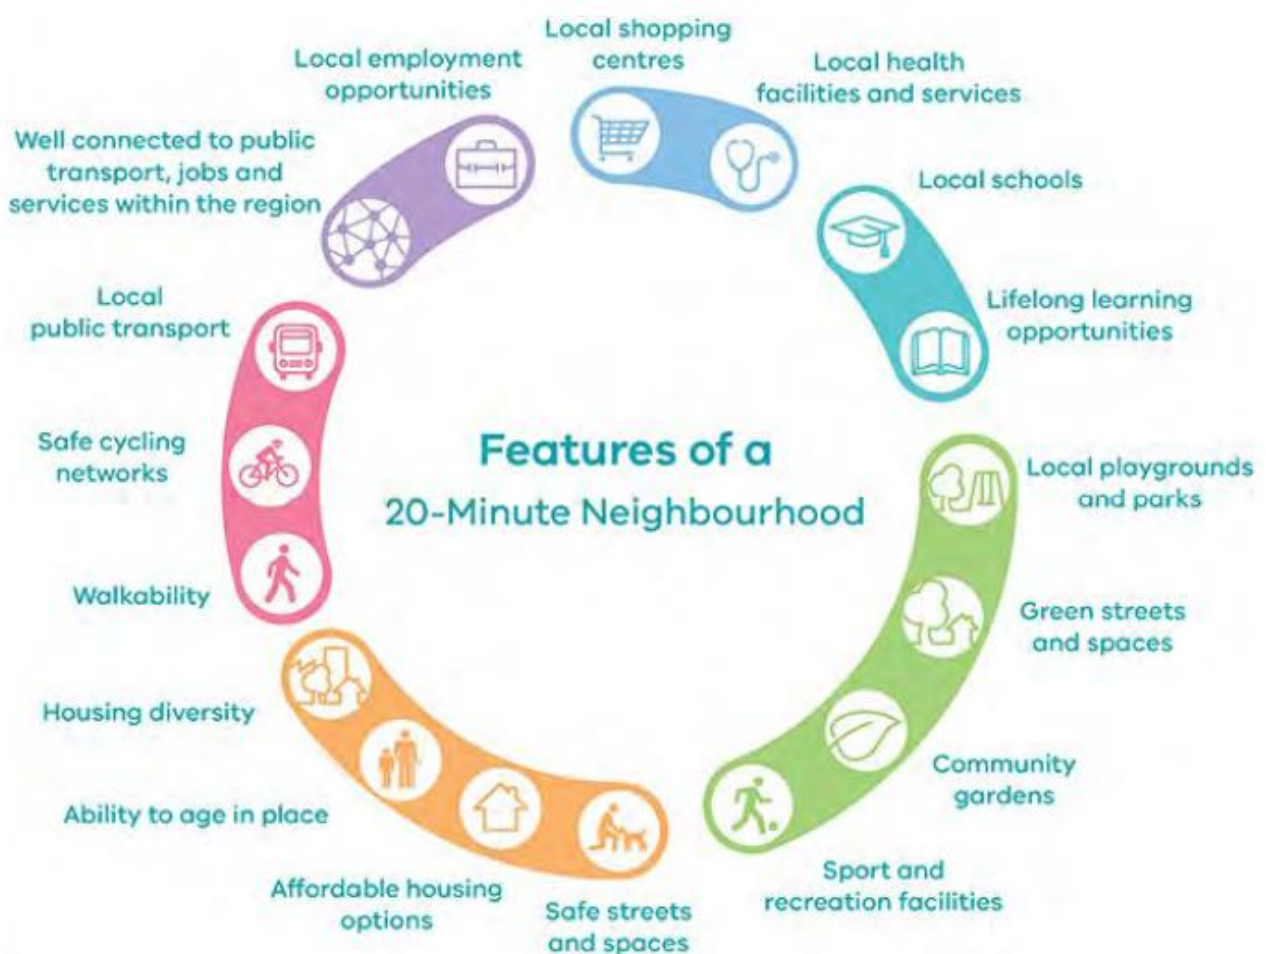 Features of a
20-Minute Neighbourhood
Local shopping
centres
Local health
facilities and services
Local schools
Lifelong learning
opportunities
Local playgrounds
and parks
Green streets
and spaces
Community
gardens
Sport and
recreation facilities
Safe streets
and spaces
Affordable housing
options
Ability to age in place
Housing diversity
Walkability
Safe cycling
networks
Local
public transport
Well connected to public
transport, jobs and
services within the region
Local employment
opportunities